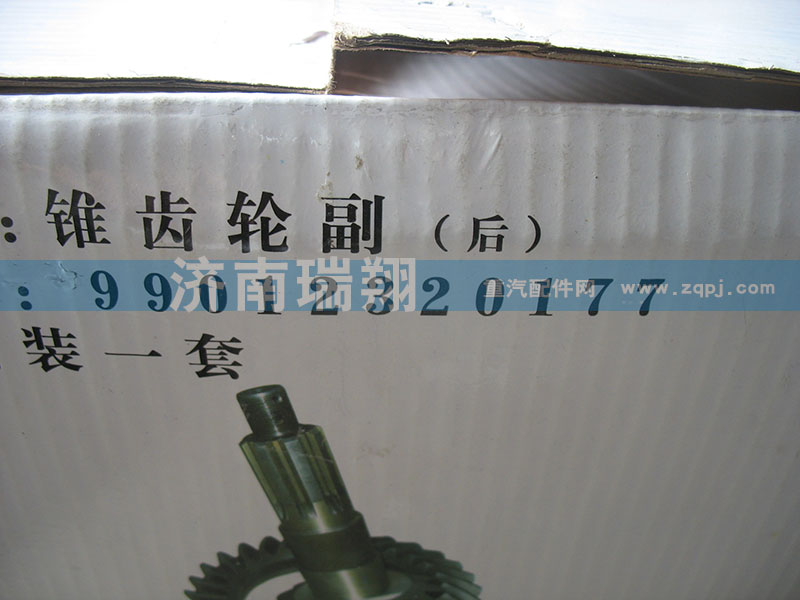 : 锥齿轮副（后）
: 99012320177
济南瑞翔 重汽配件网 www.zqpj.com
装一套